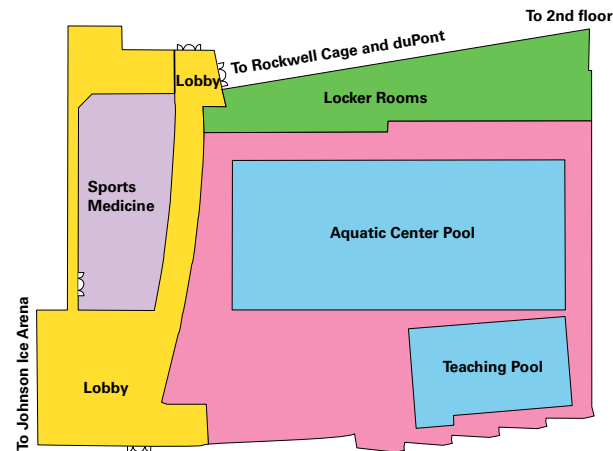 To 2nd floor
To Rockwell Cage and duPont
Lobby
Locker Rooms
Sports
Medicine
Aquatic Center Pool
To Johnson Ice Arena
Teaching Pool
Lobby